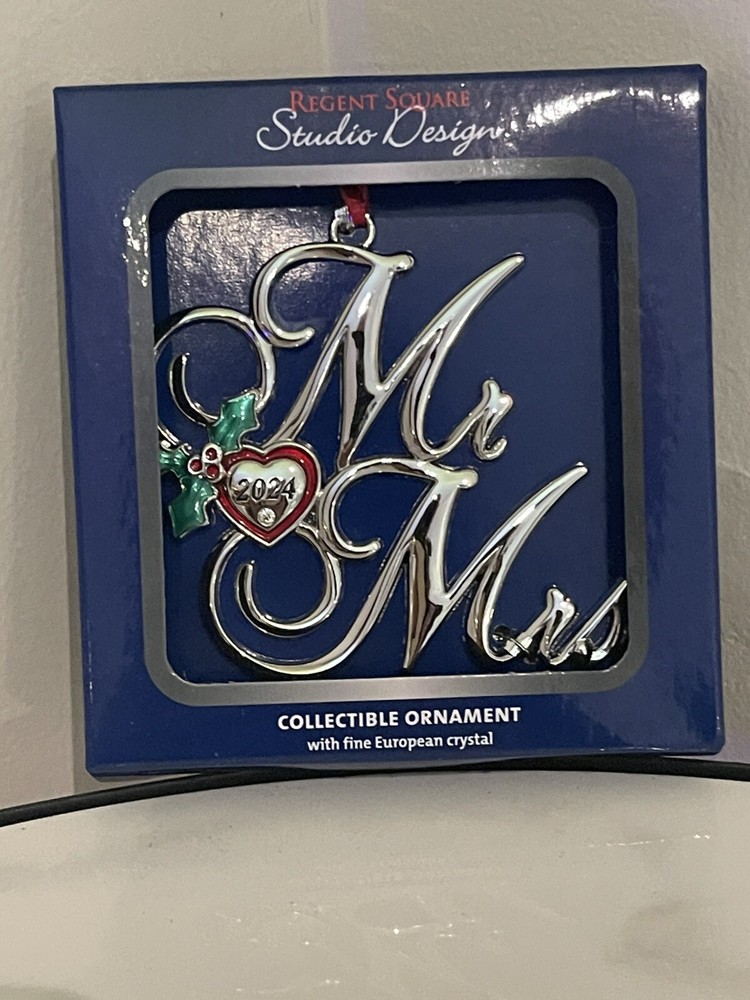 REGENT SQUARE
Studio Design
Mr
2024
Mrs
COLLECTIBLE ORNAMENT
with fine European crystal